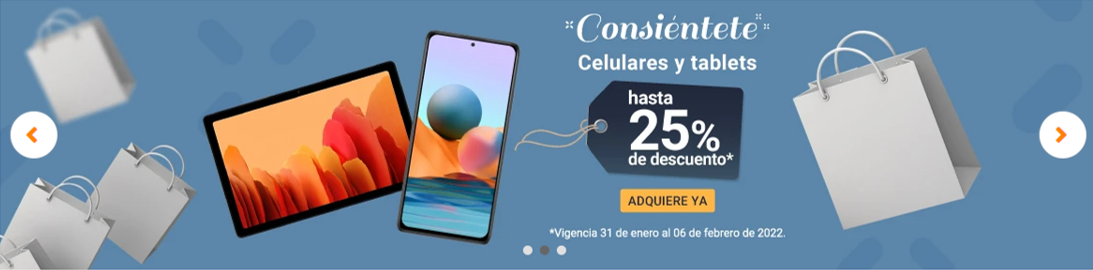 Consiéntete
Celulares y tablets
hasta
25%
de descuento*
ADQUIERE YA
*Vigencia 31 de enero al 06 de febrero de 2022.